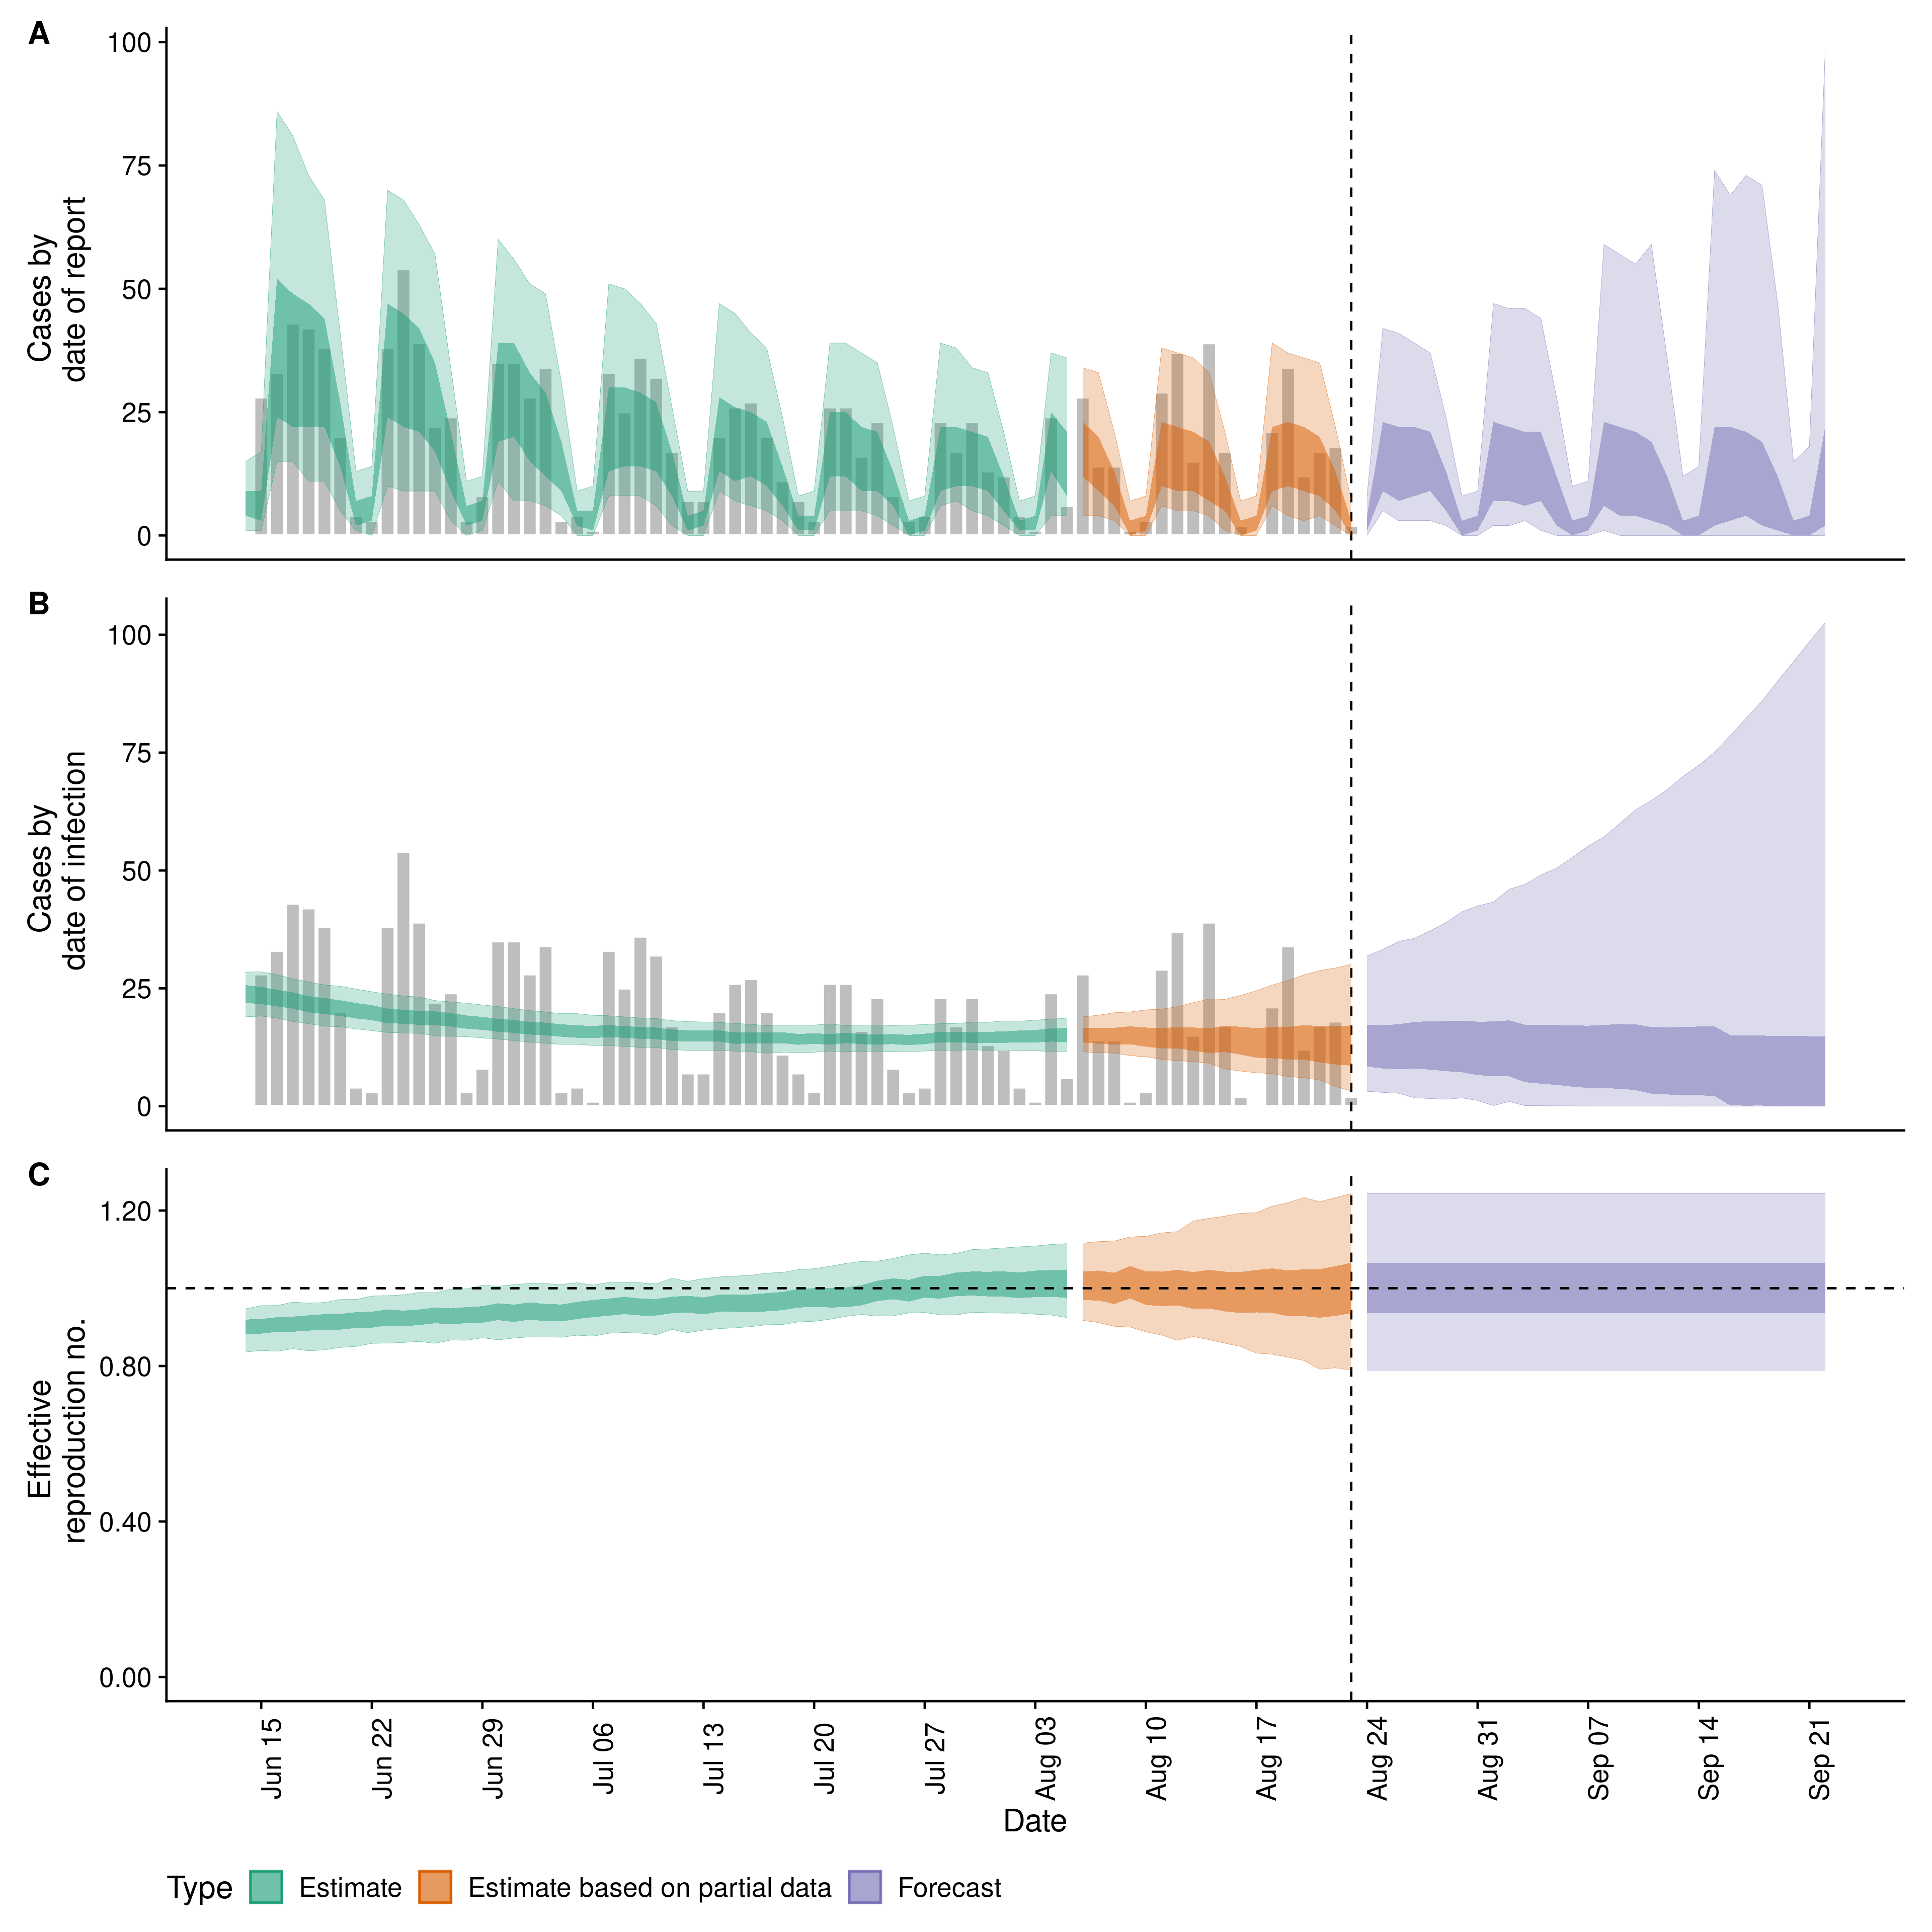 A
100
75
50
25
0
Cases by
date of report
B
100
75
50
25
0
Cases by
date of infection
C
1.20
0.80
0.40
0.00
Effective
reproduction no.
Jun 15
Jun 22
Jun 29
Jul 06
Jul 13
Jul 20
Jul 27
Aug 03
Aug 10
Aug 17
Aug 24
Aug 31
Sep 07
Sep 14
Sep 21
Date
Type Estimate Estimate based on partial data Forecast